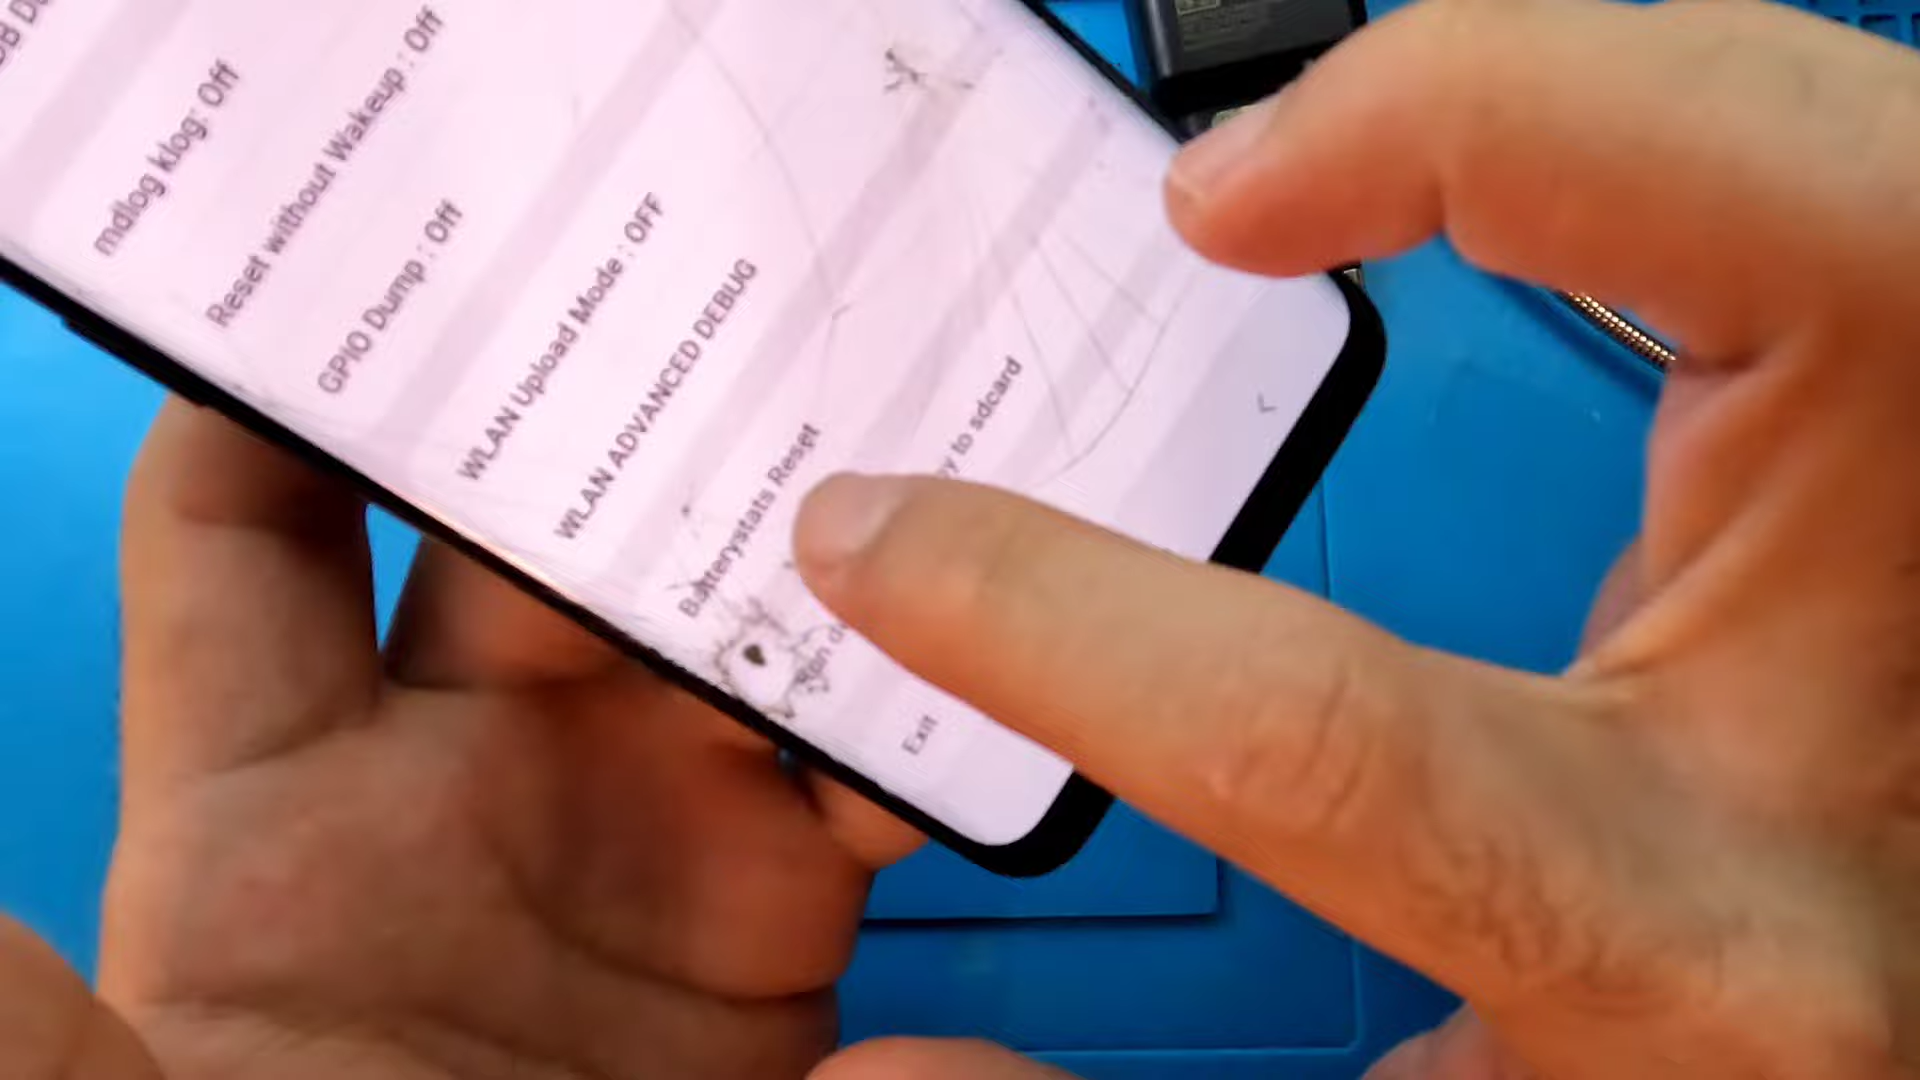 mdlog klog: Off
Reset without Wakeup : Off
GPIO Dump : Off
WLAN Upload Mode : OFF
WLAN ADVANCED DEBUG
Batterystats Reset
to sdcard
Exit